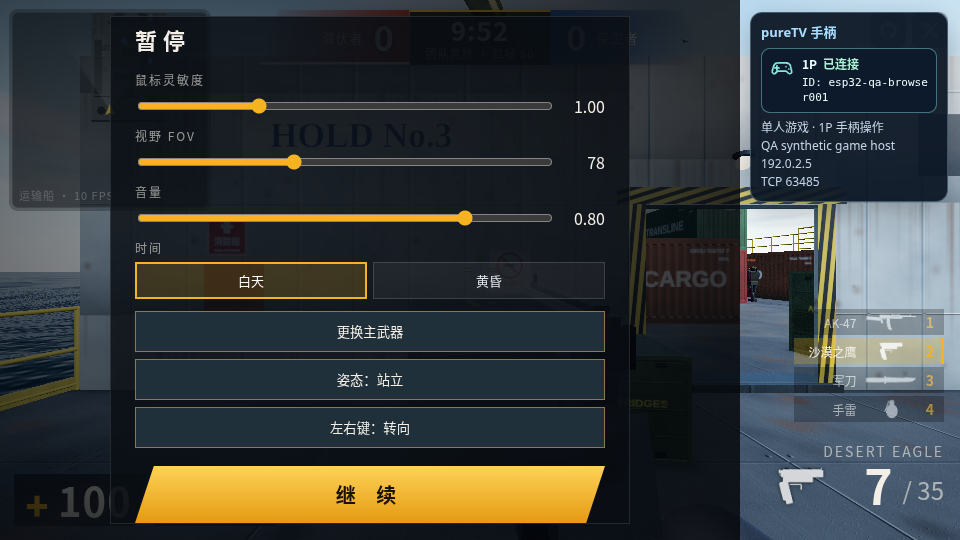 暂停
鼠标灵敏度
1.00
视野 FOV
78
音量
0.80
时间
白天
黄昏
更换主武器
姿态：站立
左右键：转向
继 续
0
9:52
0
HOLD No.3
运输船 · 10 FPS
+ 100
pureTV 手柄
1P 已连接
ID: esp32-qa-browse
r001
单人游戏 · 1P 手柄操作
QA synthetic game host
192.0.2.5
TCP 63485
TRANSLINE
CARGO
AK-47 1
沙漠之鹰 2
军刀 3
手雷 4
DESERT EAGLE
7 / 35